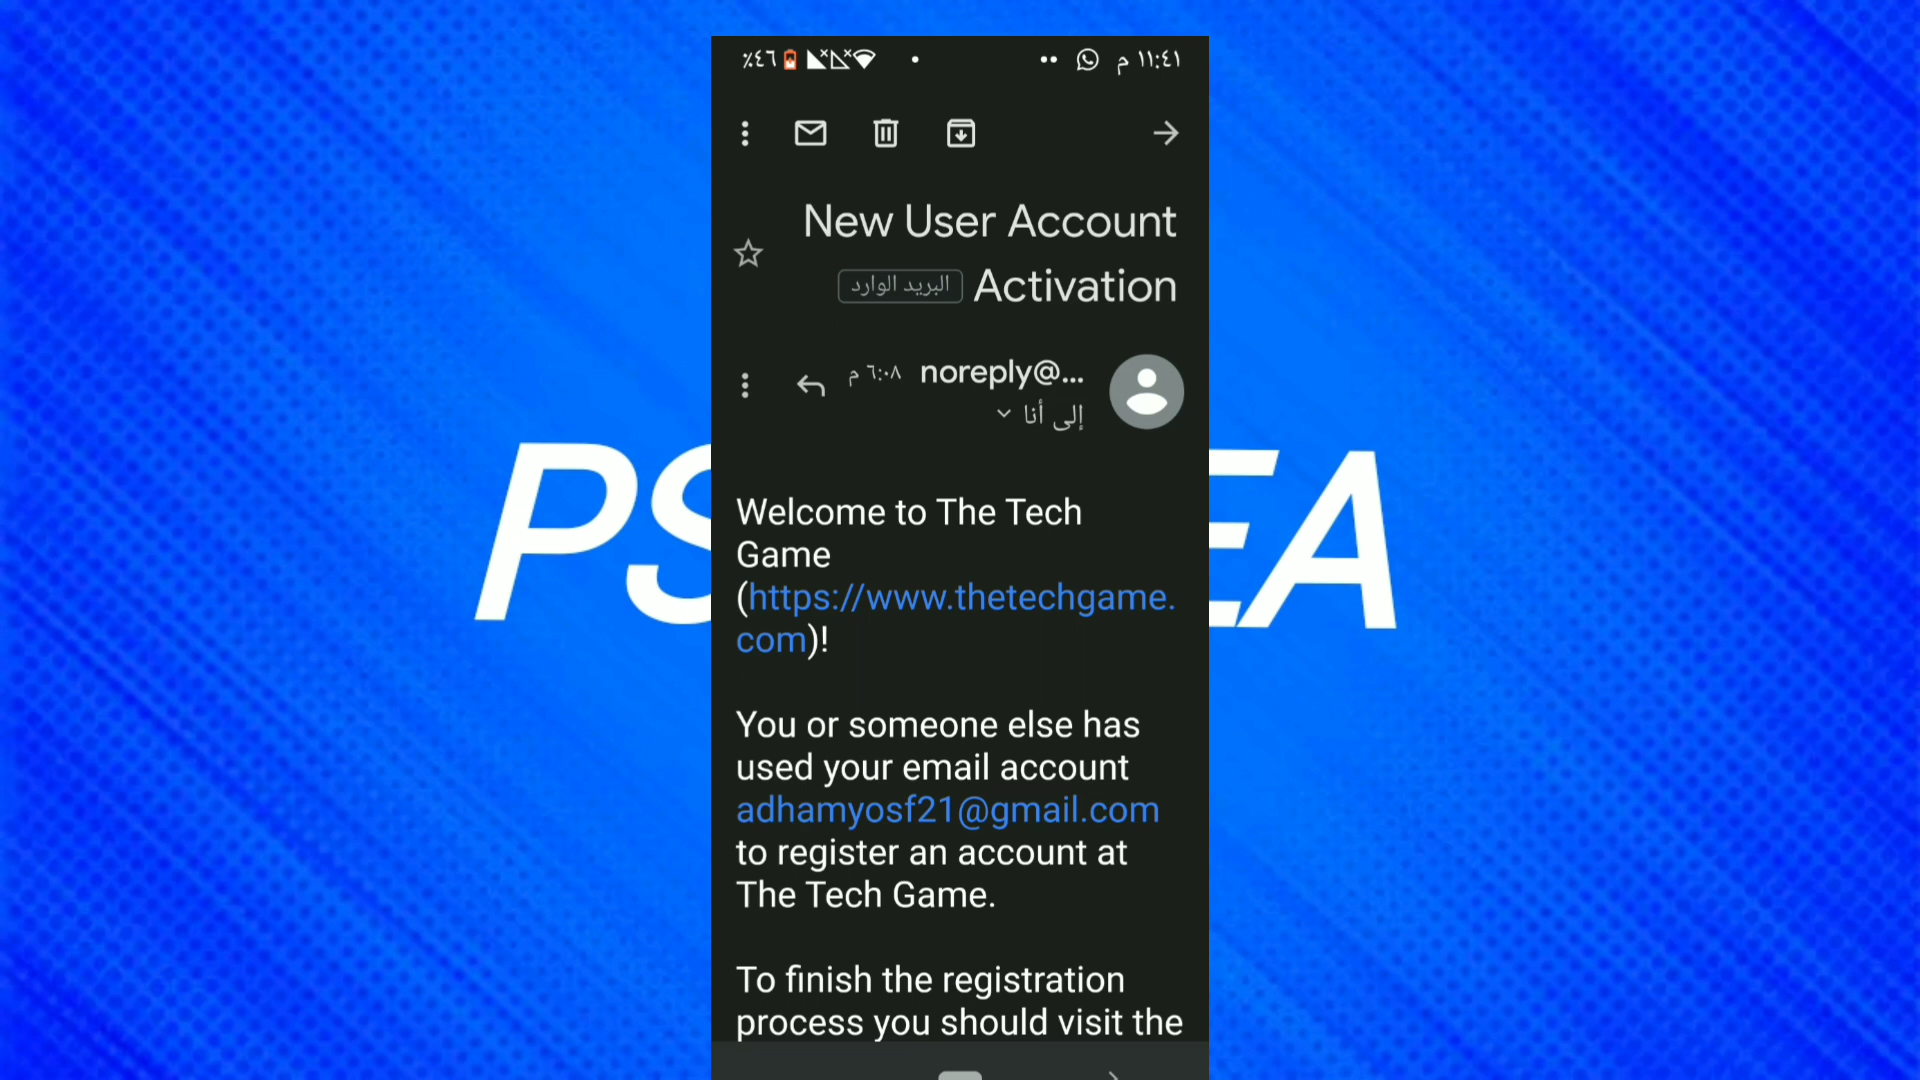 ٪٤٦
١١:٤١ م
New User Account
Activation البريد الوارد
noreply@... ٦:٠٨ م
إلى أنا
PS
EA
Welcome to The Tech
Game
(https://www.thetechgame.
com)!
You or someone else has
used your email account
adhamyosf21@gmail.com
to register an account at
The Tech Game.
To finish the registration
process you should visit the